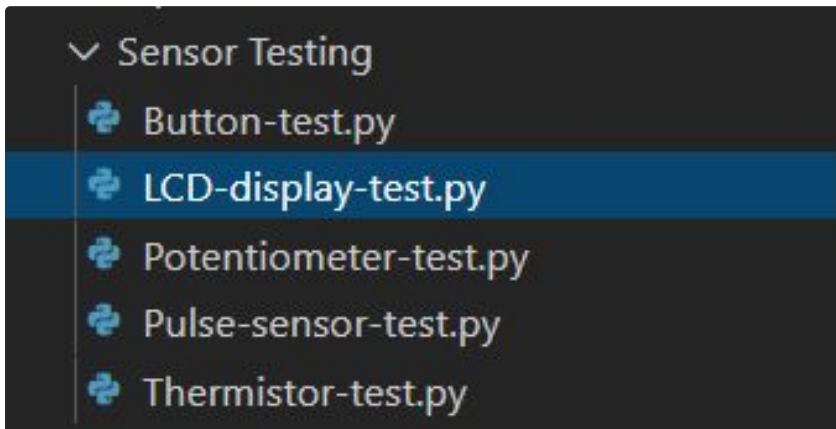 Sensor Testing
Button-test.py
LCD-display-test.py
Potentiometer-test.py
Pulse-sensor-test.py
Thermistor-test.py